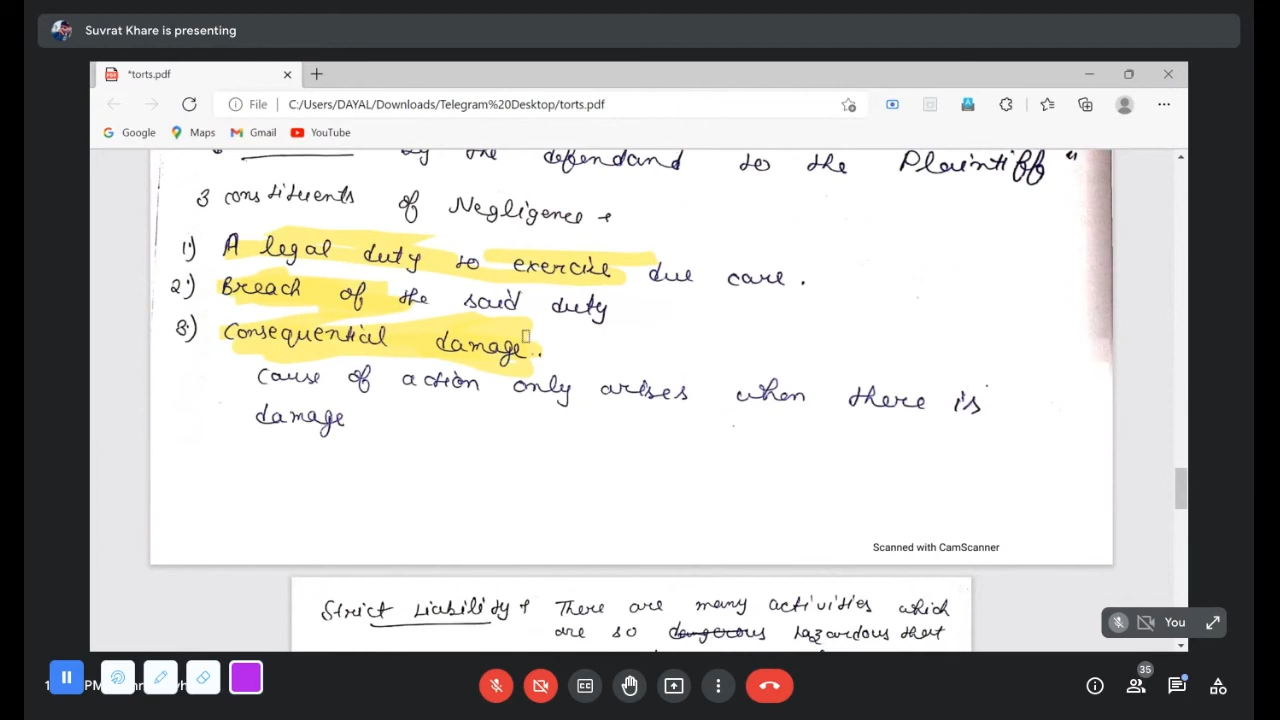 Suvrat Khare is presenting
*torts.pdf
File C:/Users/DAYAL/Downloads/Telegram%20Desktop/torts.pdf
Google Maps Gmail YouTube
by the defendand to the Plaintiff"
3 constituents of Negligence
1) A legal duty to exercise due care.
2) Breach of the said duty
3) Consequential damage..
cause of action only arises when there is
damage
Scanned with CamScanner
Strict Liability There are many activities which
are so dangerous hazardous that
You
35